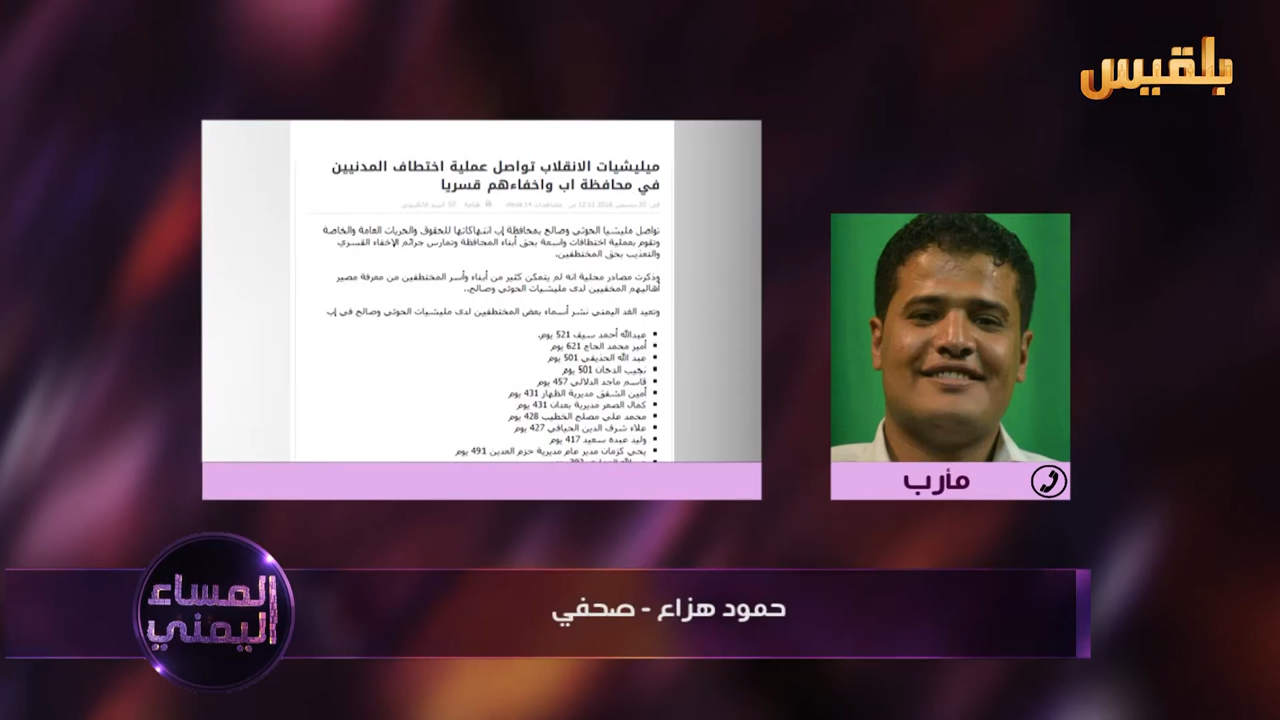 بلقيس
ميليشيات الانقلاب تواصل عملية اختطاف المدنيين
في محافظة اب واخفاءهم قسريا
تواصل مليشيا الحوثي وصالح بمحافظة إب انتهاكاتها للحقوق والحريات العامة والخاصة
وتقوم بعملية اختطافات واسعة بحق أبناء المحافظة وتمارس جرائم الإخفاء القسري
والتعذيب بحق المختطفين.
وذكرت مصادر محلية انه لم يتمكن كثير من أبناء وأسر المختطفين من معرفة مصير
أهاليهم المخفيين لدى مليشيات الحوثي وصالح..
وتعيد الغد اليمني نشر أسماء بعض المختطفين لدى مليشيات الحوثي وصالح في إب
عبدالله أحمد سيف 521 يوم.
أمير محمد الحاج 621 يوم
عبد الله الحذيفي 501 يوم
نجيب الدخان 501 يوم
قاسم ماجد الدلالي 457 يوم
أمين الشفق مديرية الظهار 431 يوم
كمال الصعر مديرية بعدان 431 يوم
محمد علي مصلح الخطيب 428 يوم
علاء شرف الدين الحيافي 427 يوم
وليد عبده سعيد 417 يوم
يحي كزمان مدير عام مديرية حزم العدين 491 يوم
مأرب
حمود هزاع - صحفي
المساء
اليمني